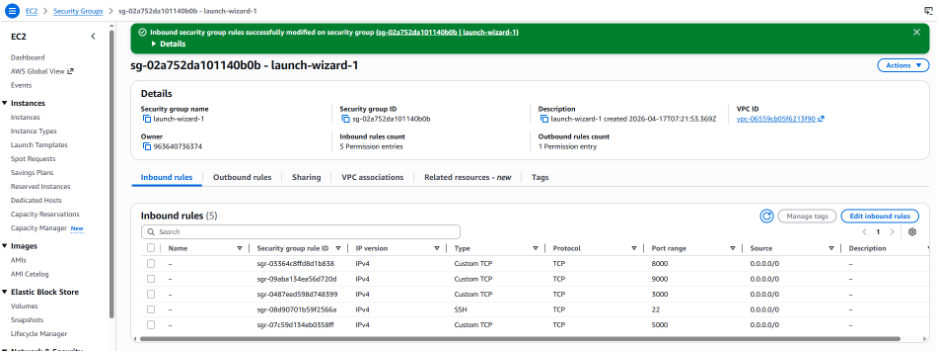 EC2 > Security Groups > sg-02a752da101140b0b - launch-wizard-1
EC2
Dashboard
AWS Global View
Events
Instances
Instances
Instance Types
Launch Templates
Spot Requests
Savings Plans
Reserved Instances
Dedicated Hosts
Capacity Reservations
Capacity Manager New
Images
AMIs
AMI Catalog
Elastic Block Store
Volumes
Snapshots
Lifecycle Manager
Network & Security
Inbound security group rules successfully modified on security group (sg-02a752da101140b0b | launch-wizard-1)
Details
sg-02a752da101140b0b - launch-wizard-1
Actions
Details
Security group name
launch-wizard-1
Security group ID
sg-02a752da101140b0b
Description
launch-wizard-1 created 2026-04-17T07:21:53.369Z
VPC ID
vpc-06559cb05f6213f90
Owner
963640736374
Inbound rules count
5 Permission entries
Outbound rules count
1 Permission entry
Inbound rules Outbound rules Sharing VPC associations Related resources - new Tags
Inbound rules (5)
Manage tags
Edit inbound rules
Search
1
Name Security group rule ID IP version Type Protocol Port range Source Description
– sgr-03364c8ffd8d1b838 IPv4 Custom TCP TCP 8000 0.0.0.0/0 –
– sgr-09aba134ea56d720d IPv4 Custom TCP TCP 9000 0.0.0.0/0 –
– sgr-0487eed598d748399 IPv4 Custom TCP TCP 3000 0.0.0.0/0 –
– sgr-08d90701b59f2566a IPv4 SSH TCP 22 0.0.0.0/0 –
– sgr-07c59d134eb0358ff IPv4 Custom TCP TCP 5000 0.0.0.0/0 –